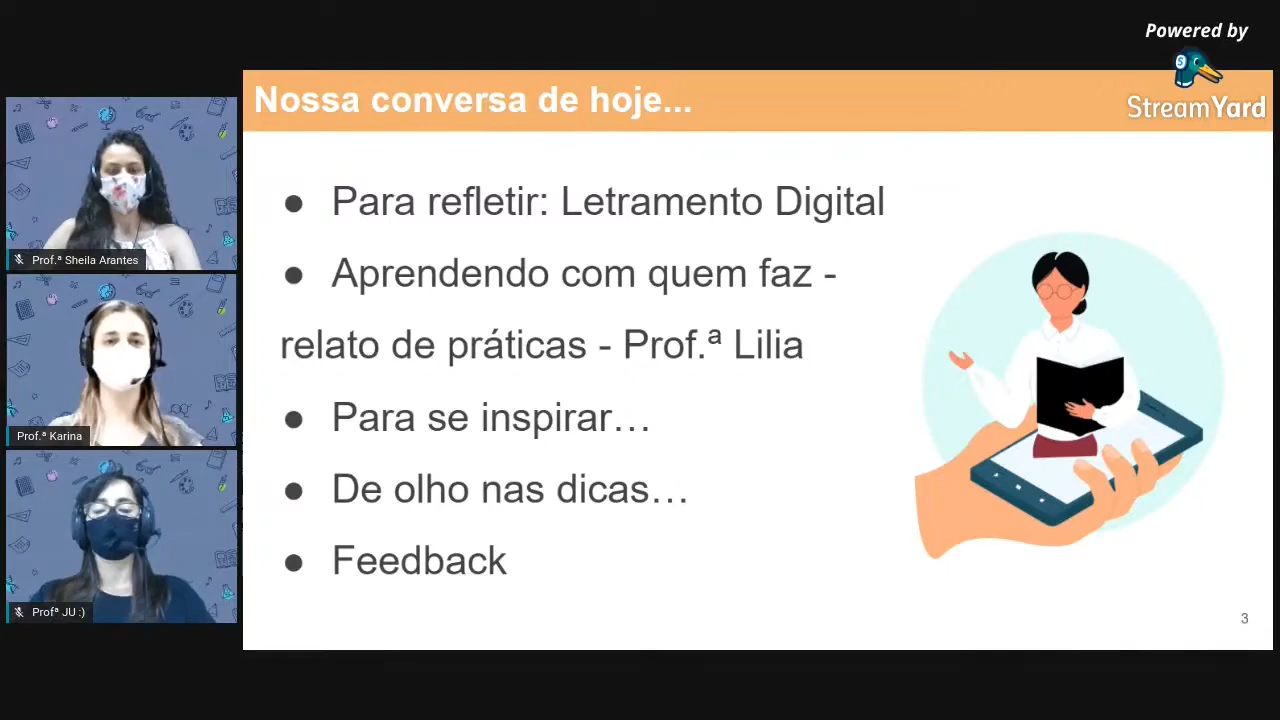 Powered by
StreamYard
Nossa conversa de hoje...
● Para refletir: Letramento Digital
● Aprendendo com quem faz -
relato de práticas - Prof.ª Lilia
● Para se inspirar…
● De olho nas dicas…
● Feedback
3
Prof.ª Sheila Arantes
Prof.ª Karina
Profª JU :)